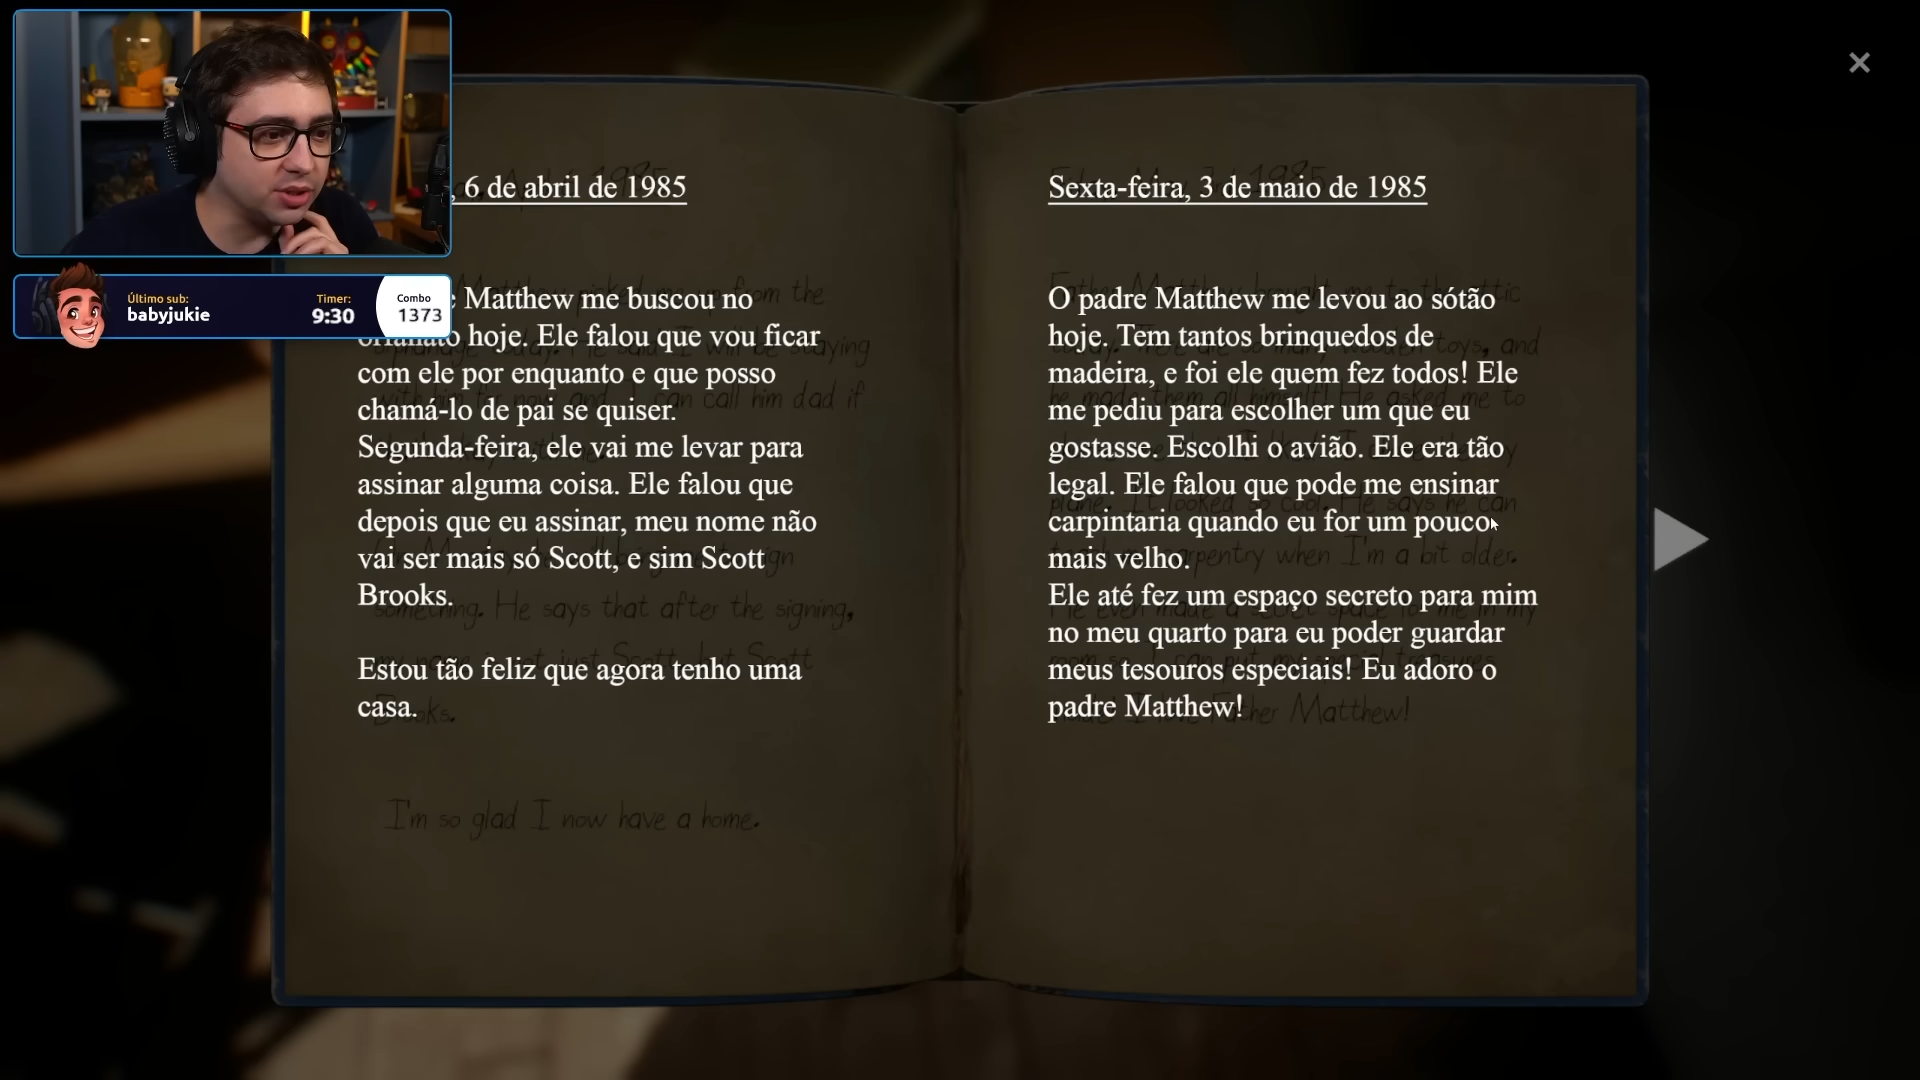 , 6 de abril de 1985
Matthew me buscou no
hoje. Ele falou que vou ficar
com ele por enquanto e que posso
chamá-lo de pai se quiser.
Segunda-feira, ele vai me levar para
assinar alguma coisa. Ele falou que
depois que eu assinar, meu nome não
vai ser mais só Scott, e sim Scott
Brooks.
Estou tão feliz que agora tenho uma
casa.
I'm so glad I now have a home.
Sexta-feira, 3 de maio de 1985
O padre Matthew me levou ao sótão
hoje. Tem tantos brinquedos de
madeira, e foi ele quem fez todos! Ele
me pediu para escolher um que eu
gostasse. Escolhi o avião. Ele era tão
legal. Ele falou que pode me ensinar
carpintaria quando eu for um pouco
mais velho.
Ele até fez um espaço secreto para mim
no meu quarto para eu poder guardar
meus tesouros especiais! Eu adoro o
padre Matthew!
Último sub:
babyjukie
Timer:
9:30
Combo
1373